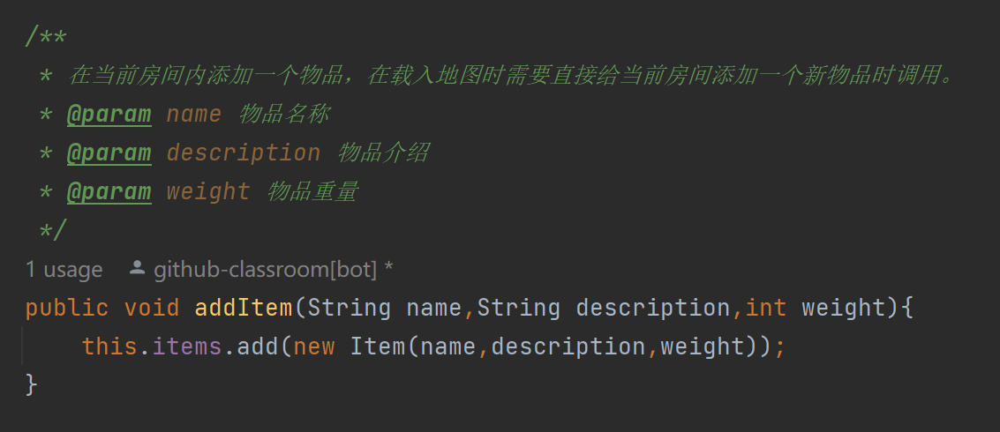 /**
* 在当前房间内添加一个物品，在载入地图时需要直接给当前房间添加一个新物品时调用。
* @param name 物品名称
* @param description 物品介绍
* @param weight 物品重量
*/
1 usage github-classroom[bot] *
public void addItem(String name,String description,int weight){
this.items.add(new Item(name,description,weight));
}